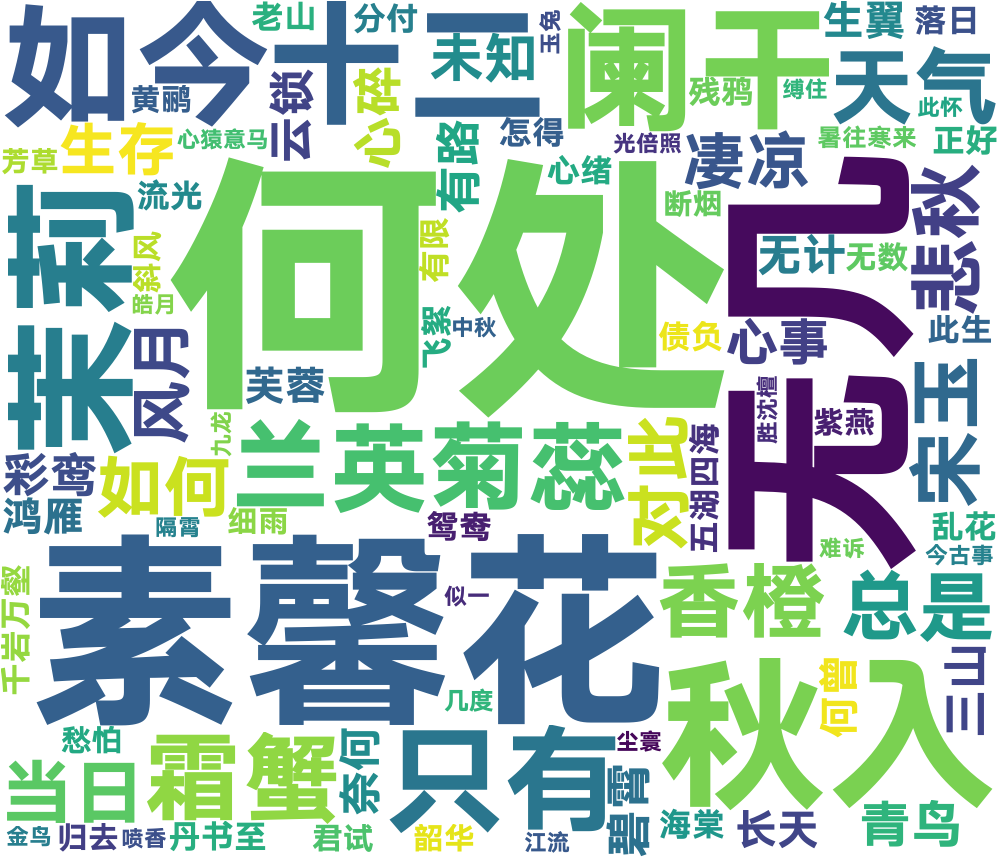 如今十二
老山
分付
玉兔
未知
阑干
生翼
落日
天气
黄鹂
云锁
心碎
残鸦
缚住
此怀
芳草
生存
心猿意马
有路
怎得
光倍照
凄凉
暑往寒来
正好
茉莉
流光
何处
心绪
断烟
无几
悲秋
斜风
皓月
有限
无计
无数
风月
飞絮
中秋
债负
心事
此生
芙蓉
胜沈檀
紫燕
宋玉
九龙
彩鸾
如何
兰英菊蕊
对此
五湖四海
鸿雁
隔霄
细雨
鸳鸯
难诉
乱花
今古事
千岩万壑
素馨花
似一
香橙
总是
几度
秋入
何曾
三山
愁怕
当日
霜蟹
奈何
只有
尘寰
碧霄
海棠
长天
青鸟
金鸟
归去
喷香
丹书至
君试
韶华
江流